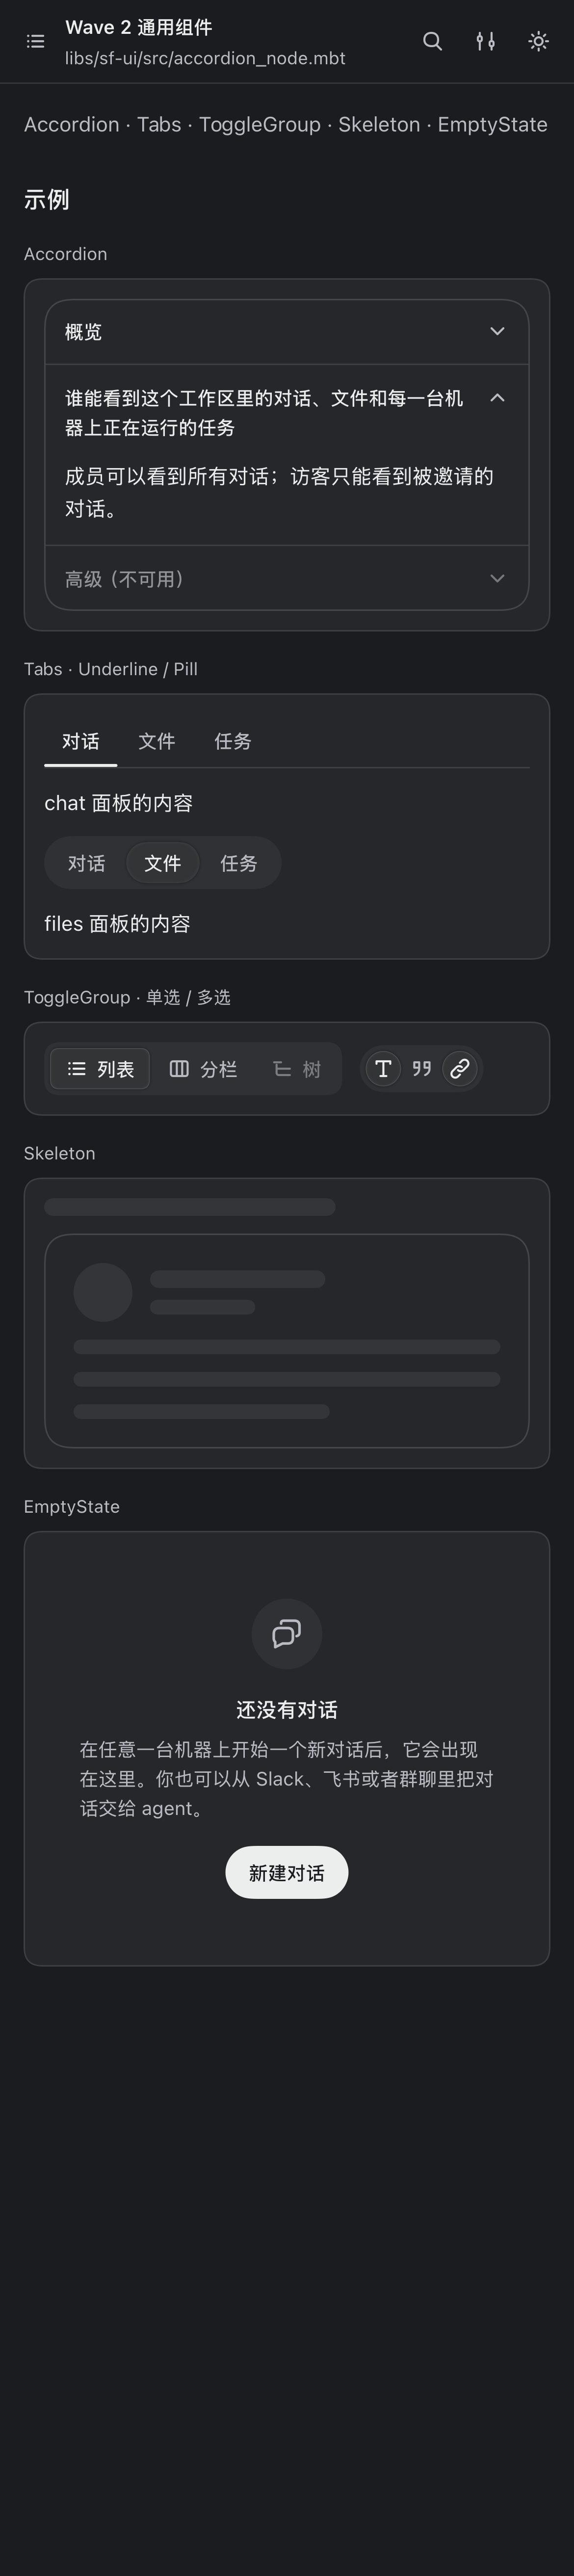 Wave 2 通用组件
libs/sf-ui/src/accordion_node.mbt
Accordion · Tabs · ToggleGroup · Skeleton · EmptyState
示例
Accordion
概览
谁能看到这个工作区里的对话、文件和每一台机
器上正在运行的任务
成员可以看到所有对话；访客只能看到被邀请的
对话。
高级（不可用）
Tabs · Underline / Pill
对话 文件 任务
chat 面板的内容
对话 文件 任务
files 面板的内容
ToggleGroup · 单选 / 多选
列表 分栏 树
Skeleton
EmptyState
还没有对话
在任意一台机器上开始一个新对话后，它会出现
在这里。你也可以从 Slack、飞书或者群聊里把对
话交给 agent。
新建对话